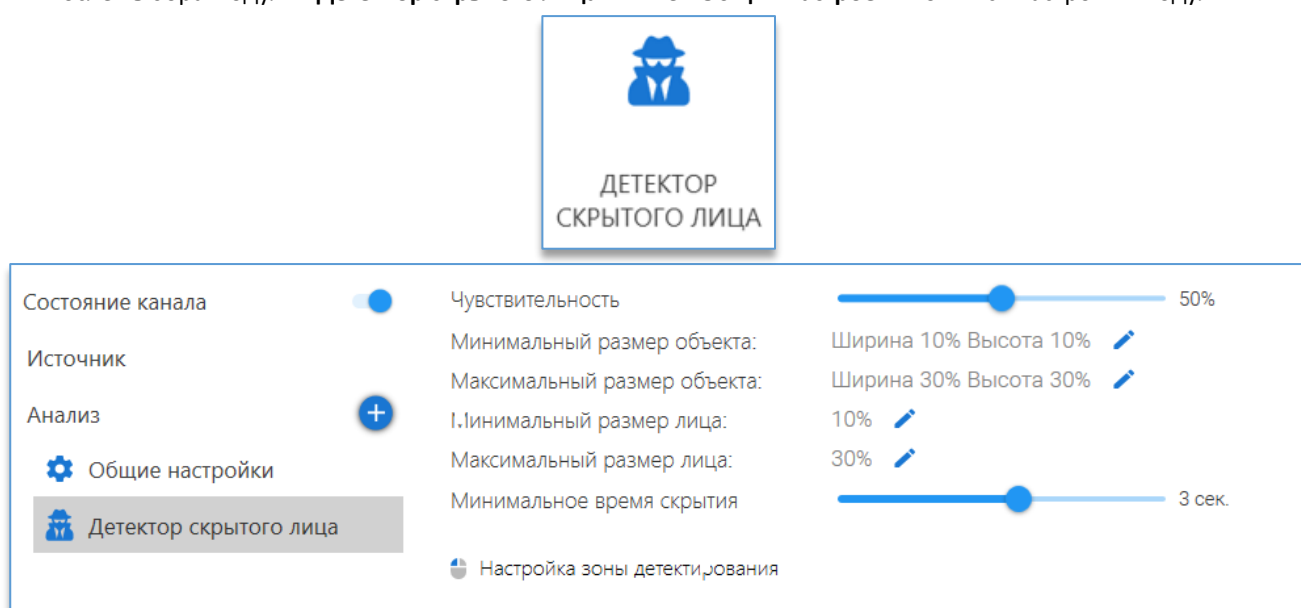 ДЕТЕКТОР
СКРЫТОГО ЛИЦА
Состояние канала
Источник
Анализ
Общие настройки
Детектор скрытого лица
Чувствительность 50%
Минимальный размер объекта: Ширина 10% Высота 10%
Максимальный размер объекта: Ширина 30% Высота 30%
Минимальный размер лица: 10%
Максимальный размер лица: 30%
Минимальное время скрытия 3 сек.
Настройка зоны детектирования